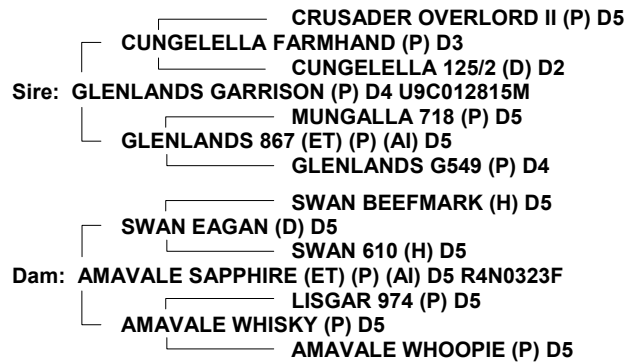 CRUSADER OVERLORD II (P) D5
CUNGELELLA FARMHAND (P) D3
CUNGELELLA 125/2 (D) D2
Sire: GLENLANDS GARRISON (P) D4 U9C012815M
MUNGALLA 718 (P) D5
GLENLANDS 867 (ET) (P) (AI) D5
GLENLANDS G549 (P) D4
SWAN BEEFMARK (H) D5
SWAN EAGAN (D) D5
SWAN 610 (H) D5
Dam: AMAVALE SAPPHIRE (ET) (P) (AI) D5 R4N0323F
LISGAR 974 (P) D5
AMAVALE WHISKY (P) D5
AMAVALE WHOOPIE (P) D5